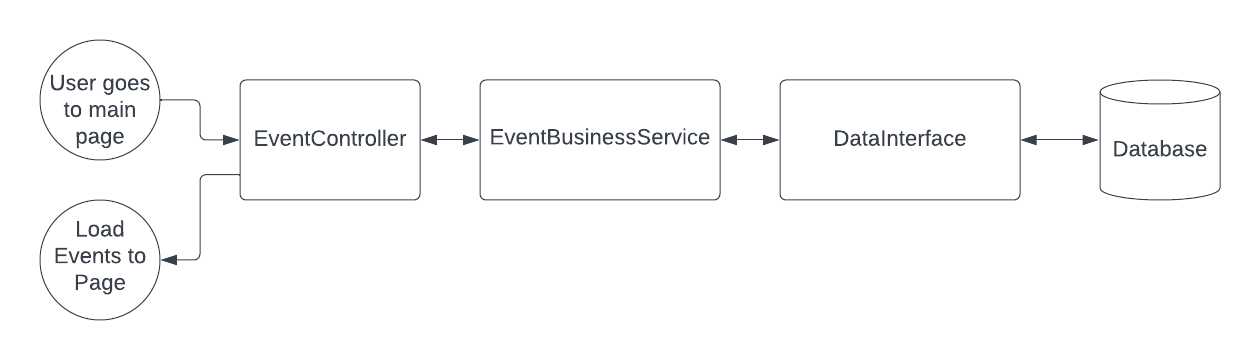 User goes
to main
page
EventController
EventBusinessService
DataInterface
Database
Load
Events to
Page